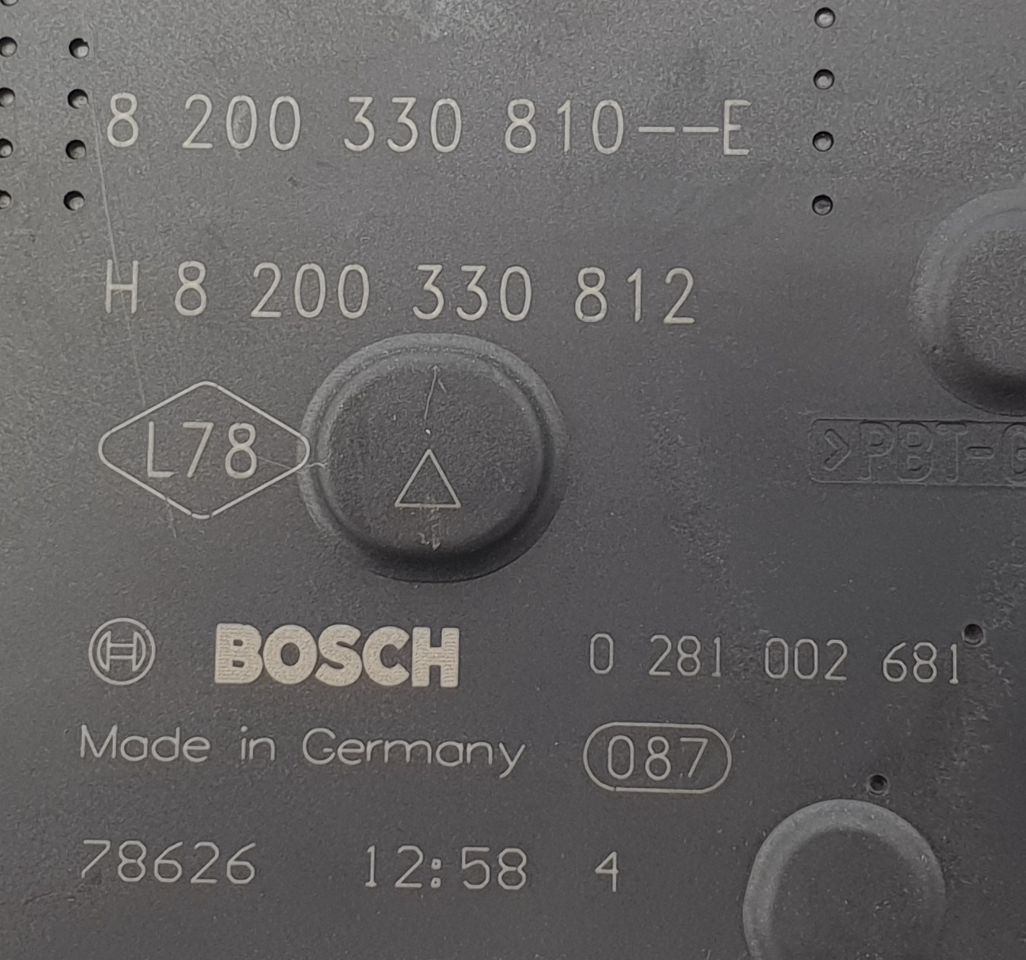 8 200 330 810--E
H 8 200 330 812
L78
>PBT-G
BOSCH 0 281 002 681
Made in Germany 087
78626 12:58 4